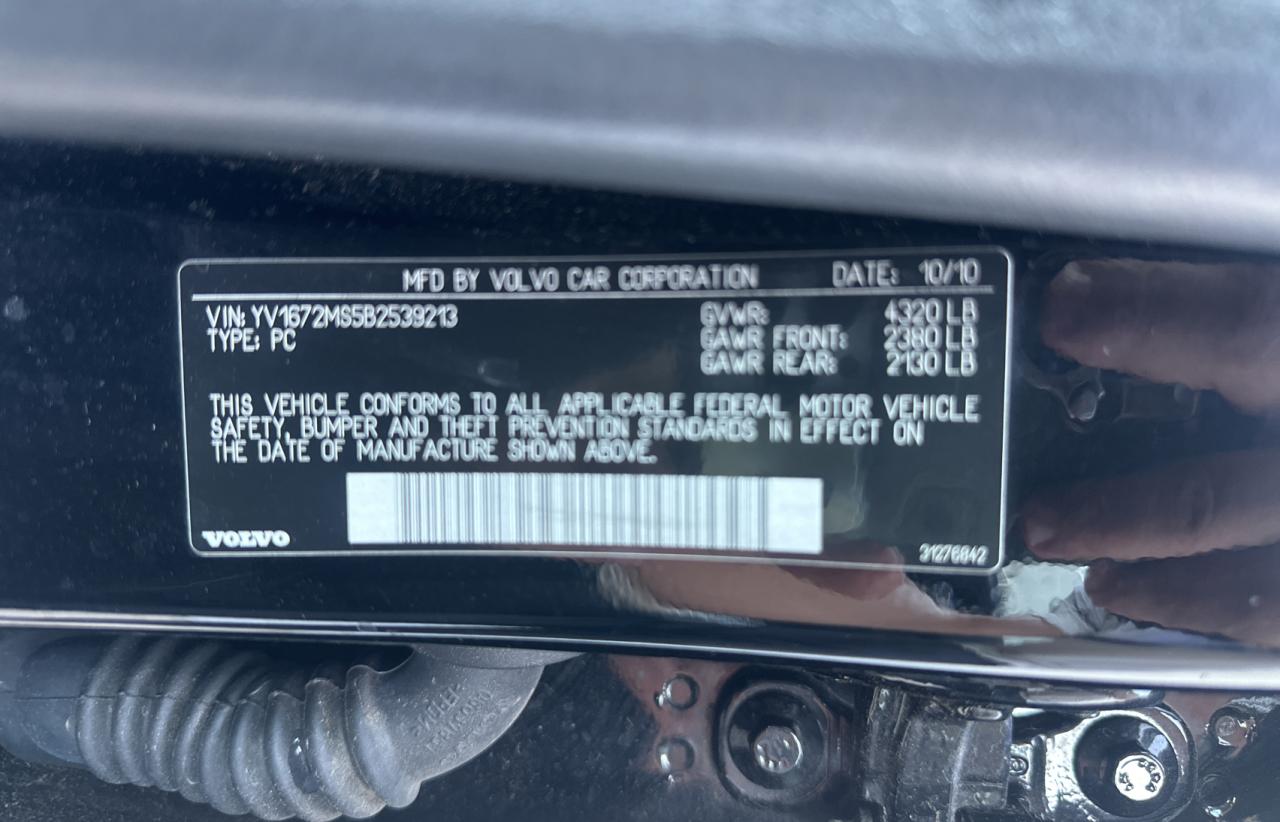 MFD BY VOLVO CAR CORPORATION DATE: 10/10
VIN: YV1672MS5B2539213 GVWR: 4320 LB
TYPE: PC GAWR FRONT: 2380 LB
GAWR REAR: 2130 LB
THIS VEHICLE CONFORMS TO ALL APPLICABLE FEDERAL MOTOR VEHICLE
SAFETY, BUMPER AND THEFT PREVENTION STANDARDS IN EFFECT ON
THE DATE OF MANUFACTURE SHOWN ABOVE.
VOLVO 31276842